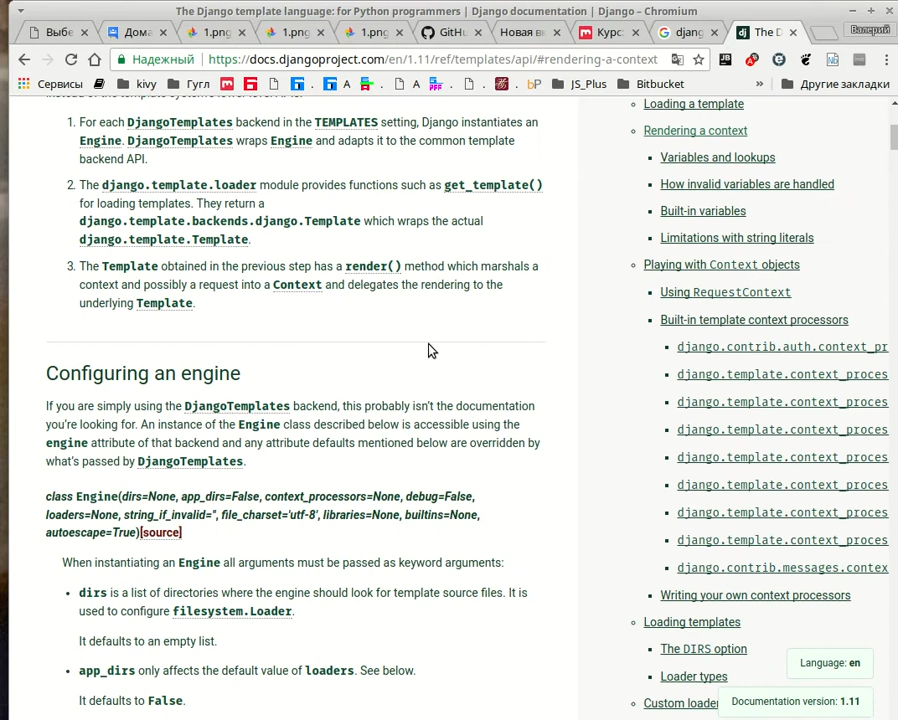 The Django template language: for Python programmers | Django documentation | Django – Chromium
Выбе
Дома
1.png
1.png
1.png
GitHu
Новая в
Курс:
djang
The D
Валерий
Надежный
https://docs.djangoproject.com/en/1.11/ref/templates/api/#rendering-a-context
Сервисы
kivy
Гугл
JS_Plus
Bitbucket
»
Другие закладки
1. For each DjangoTemplates backend in the TEMPLATES setting, Django instantiates an
Engine. DjangoTemplates wraps Engine and adapts it to the common template
backend API.
2. The django.template.loader module provides functions such as get_template()
for loading templates. They return a
django.template.backends.django.Template which wraps the actual
django.template.Template.
3. The Template obtained in the previous step has a render() method which marshals a
context and possibly a request into a Context and delegates the rendering to the
underlying Template.
Configuring an engine
If you are simply using the DjangoTemplates backend, this probably isn’t the documentation
you’re looking for. An instance of the Engine class described below is accessible using the
engine attribute of that backend and any attribute defaults mentioned below are overridden by
what’s passed by DjangoTemplates.
class Engine(dirs=None, app_dirs=False, context_processors=None, debug=False,
loaders=None, string_if_invalid='', file_charset='utf-8', libraries=None, builtins=None,
autoescape=True)[source]
When instantiating an Engine all arguments must be passed as keyword arguments:
• dirs is a list of directories where the engine should look for template source files. It is
used to configure filesystem.Loader.
It defaults to an empty list.
• app_dirs only affects the default value of loaders. See below.
It defaults to False.
Loading a template
Rendering a context
Variables and lookups
How invalid variables are handled
Built-in variables
Limitations with string literals
Playing with Context objects
Using RequestContext
Built-in template context processors
django.contrib.auth.context_pr
django.template.context_proces
django.template.context_proces
django.template.context_proces
django.template.context_proces
django.template.context_proces
django.template.context_proces
django.template.context_proces
django.contrib.messages.contex
Writing your own context processors
Loading templates
The DIRS option
Loader types
Custom loade
Language: en
Documentation version: 1.11